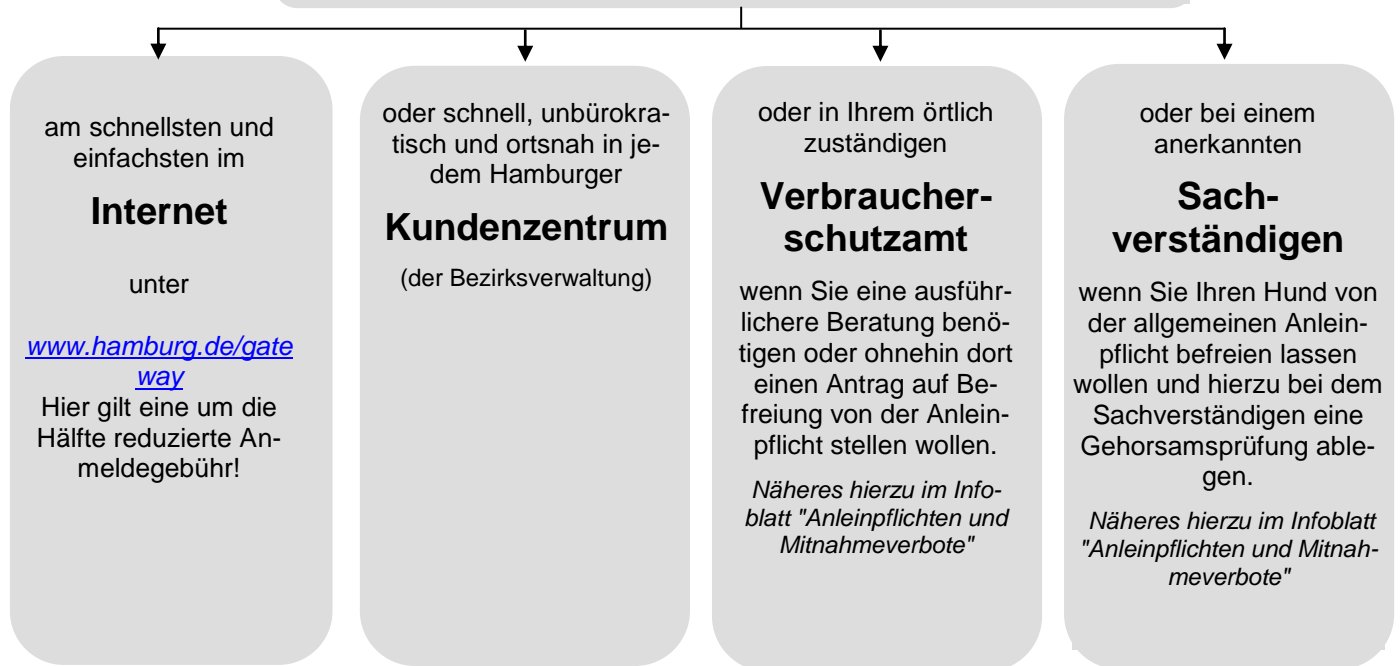 am schnellsten und
einfachsten im
Internet
unter
www.hamburg.de/gate
way
Hier gilt eine um die
Hälfte reduzierte An-
meldegebühr!
oder schnell, unbürokra-
tisch und ortsnah in je-
dem Hamburger
Kundenzentrum
(der Bezirksverwaltung)
oder in Ihrem örtlich
zuständigen
Verbraucher-
schutzamt
wenn Sie eine ausführ-
lichere Beratung benö-
tigen oder ohnehin dort
einen Antrag auf Be-
freiung von der Anlein-
pflicht stellen wollen.
Näheres hierzu im Info-
blatt "Anleinpflichten und
Mitnahmeverbote"
oder bei einem
anerkannten
Sach-
verständigen
wenn Sie Ihren Hund von
der allgemeinen Anlein-
pflicht befreien lassen
wollen und hierzu bei dem
Sachverständigen eine
Gehorsamsprüfung able-
gen.
Näheres hierzu im Infoblatt
"Anleinpflichten und Mitnah-
meverbote"